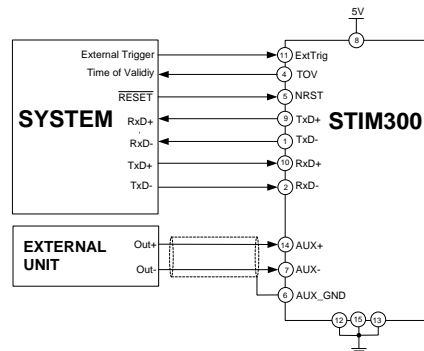 5V
8
External Trigger
11
ExtTrig
Time of Validiy
4
TOV
RESET
5
NRST
SYSTEM
STIM300
RxD+
9
TxD+
RxD-
1
TxD-
TxD+
10
RxD+
TxD-
2
RxD-
EXTERNAL
UNIT
Out+
14
AUX+
Out-
7
AUX-
6
AUX_GND
12
15
13